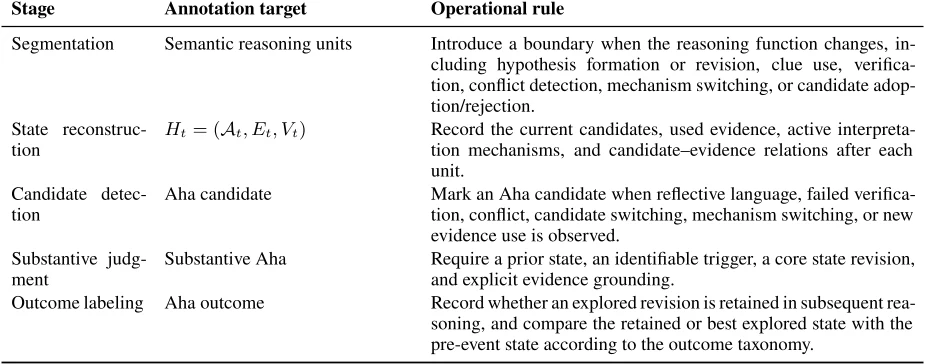 Stage Annotation target Operational rule
Segmentation Semantic reasoning units Introduce a boundary when the reasoning function changes, in-
cluding hypothesis formation or revision, clue use, verifica-
tion, conflict detection, mechanism switching, or candidate adop-
tion/rejection.
State reconstruc- H_t = (𝒜_t, E_t, V_t) Record the current candidates, used evidence, active interpreta-
tion tion mechanisms, and candidate–evidence relations after each
unit.
Candidate detec- Aha candidate Mark an Aha candidate when reflective language, failed verifica-
tion tion, conflict, candidate switching, mechanism switching, or new
evidence use is observed.
Substantive judg- Substantive Aha Require a prior state, an identifiable trigger, a core state revision,
ment and explicit evidence grounding.
Outcome labeling Aha outcome Record whether an explored revision is retained in subsequent rea-
soning, and compare the retained or best explored state with the
pre-event state according to the outcome taxonomy.